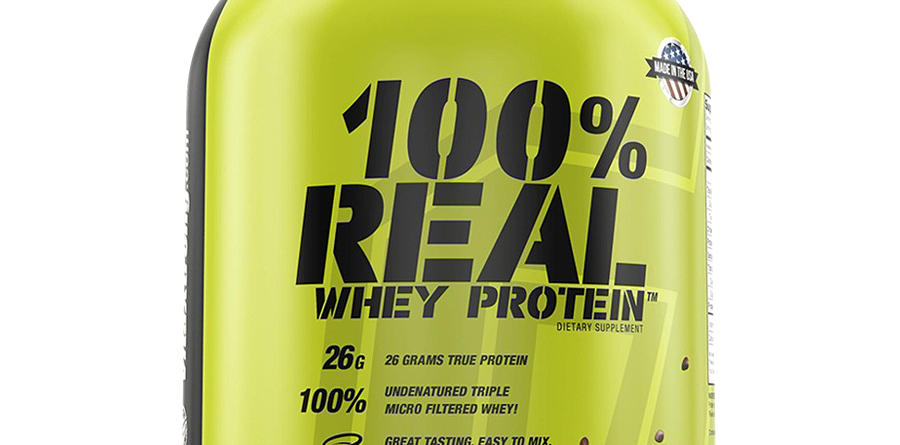 MADE IN THE USA
100%
REAL
WHEY PROTEIN™
DIETARY SUPPLEMENT
26G 26 GRAMS TRUE PROTEIN
100% UNDENATURED TRIPLE
MICRO FILTERED WHEY!
GREAT TASTING, EASY TO MIX,